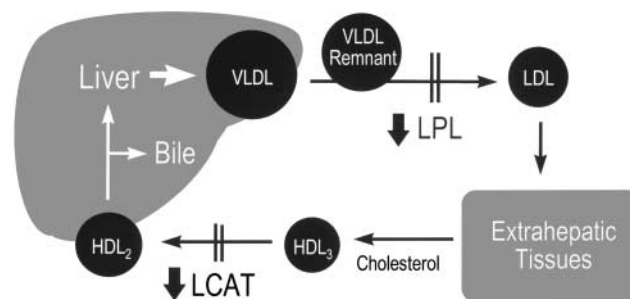 VLDL
Remnant
Liver
VLDL
LDL
LPL
Bile
HDL₂
LCAT
HDL₃
Cholesterol
Extrahepatic
Tissues